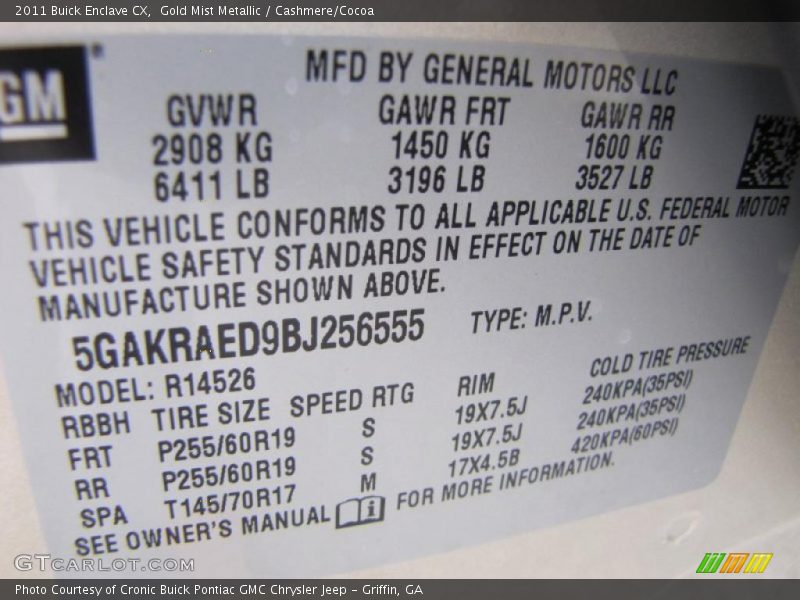 2011 Buick Enclave CX,  Gold Mist Metallic / Cashmere/Cocoa
GM
MFD BY GENERAL MOTORS LLC
GVWR GAWR FRT GAWR RR
2908 KG 1450 KG 1600 KG
6411 LB 3196 LB 3527 LB
THIS VEHICLE CONFORMS TO ALL APPLICABLE U.S. FEDERAL MOTOR
VEHICLE SAFETY STANDARDS IN EFFECT ON THE DATE OF
MANUFACTURE SHOWN ABOVE.
5GAKRAED9BJ256555 TYPE: M.P.V.
MODEL: R14526
RBBH TIRE SIZE SPEED RTG RIM COLD TIRE PRESSURE
FRT P255/60R19 S 19X7.5J 240KPA(35PSI)
RR P255/60R19 S 19X7.5J 240KPA(35PSI)
SPA T145/70R17 M 17X4.5B 420KPA(60PSI)
SEE OWNER'S MANUAL i FOR MORE INFORMATION.
GTCARLOT.COM
Photo Courtesy of Cronic Buick Pontiac GMC Chrysler Jeep – Griffin, GA